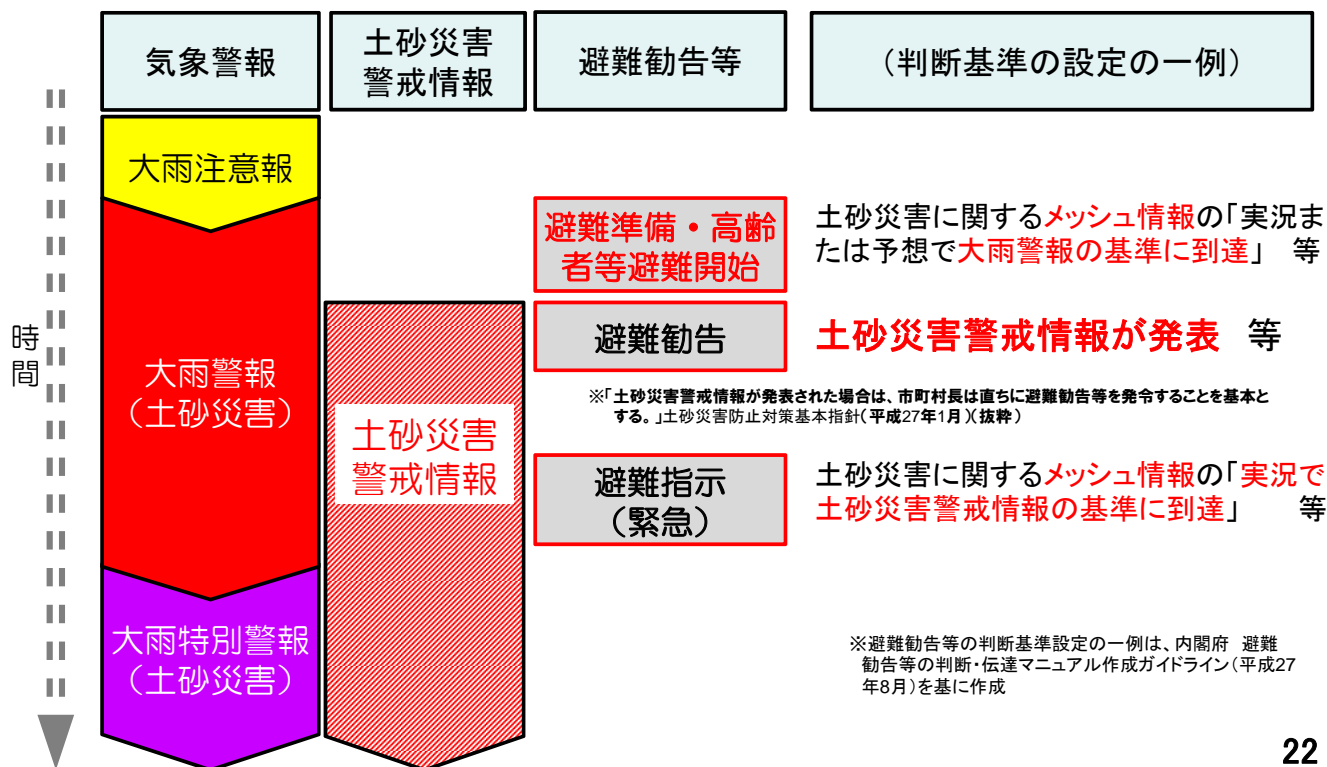 気象警報
土砂災害
警戒情報
避難勧告等
(判断基準の設定の一例)
時
間
大雨注意報
避難準備・高齢
者等避難開始
土砂災害に関するメッシュ情報の「実況ま
たは予想で大雨警報の基準に到達」 等
避難勧告
土砂災害警戒情報が発表 等
大雨警報
(土砂災害)
※「土砂災害警戒情報が発表された場合は、市町村長は直ちに避難勧告等を発令することを基本と
する。」土砂災害防止対策基本指針(平成27年1月)(抜粋)
土砂災害
警戒情報
避難指示
(緊急)
土砂災害に関するメッシュ情報の「実況で
土砂災害警戒情報の基準に到達」 等
大雨特別警報
(土砂災害)
※避難勧告等の判断基準設定の一例は、内閣府 避難
勧告等の判断・伝達マニュアル作成ガイドライン(平成27
年8月)を基に作成
22